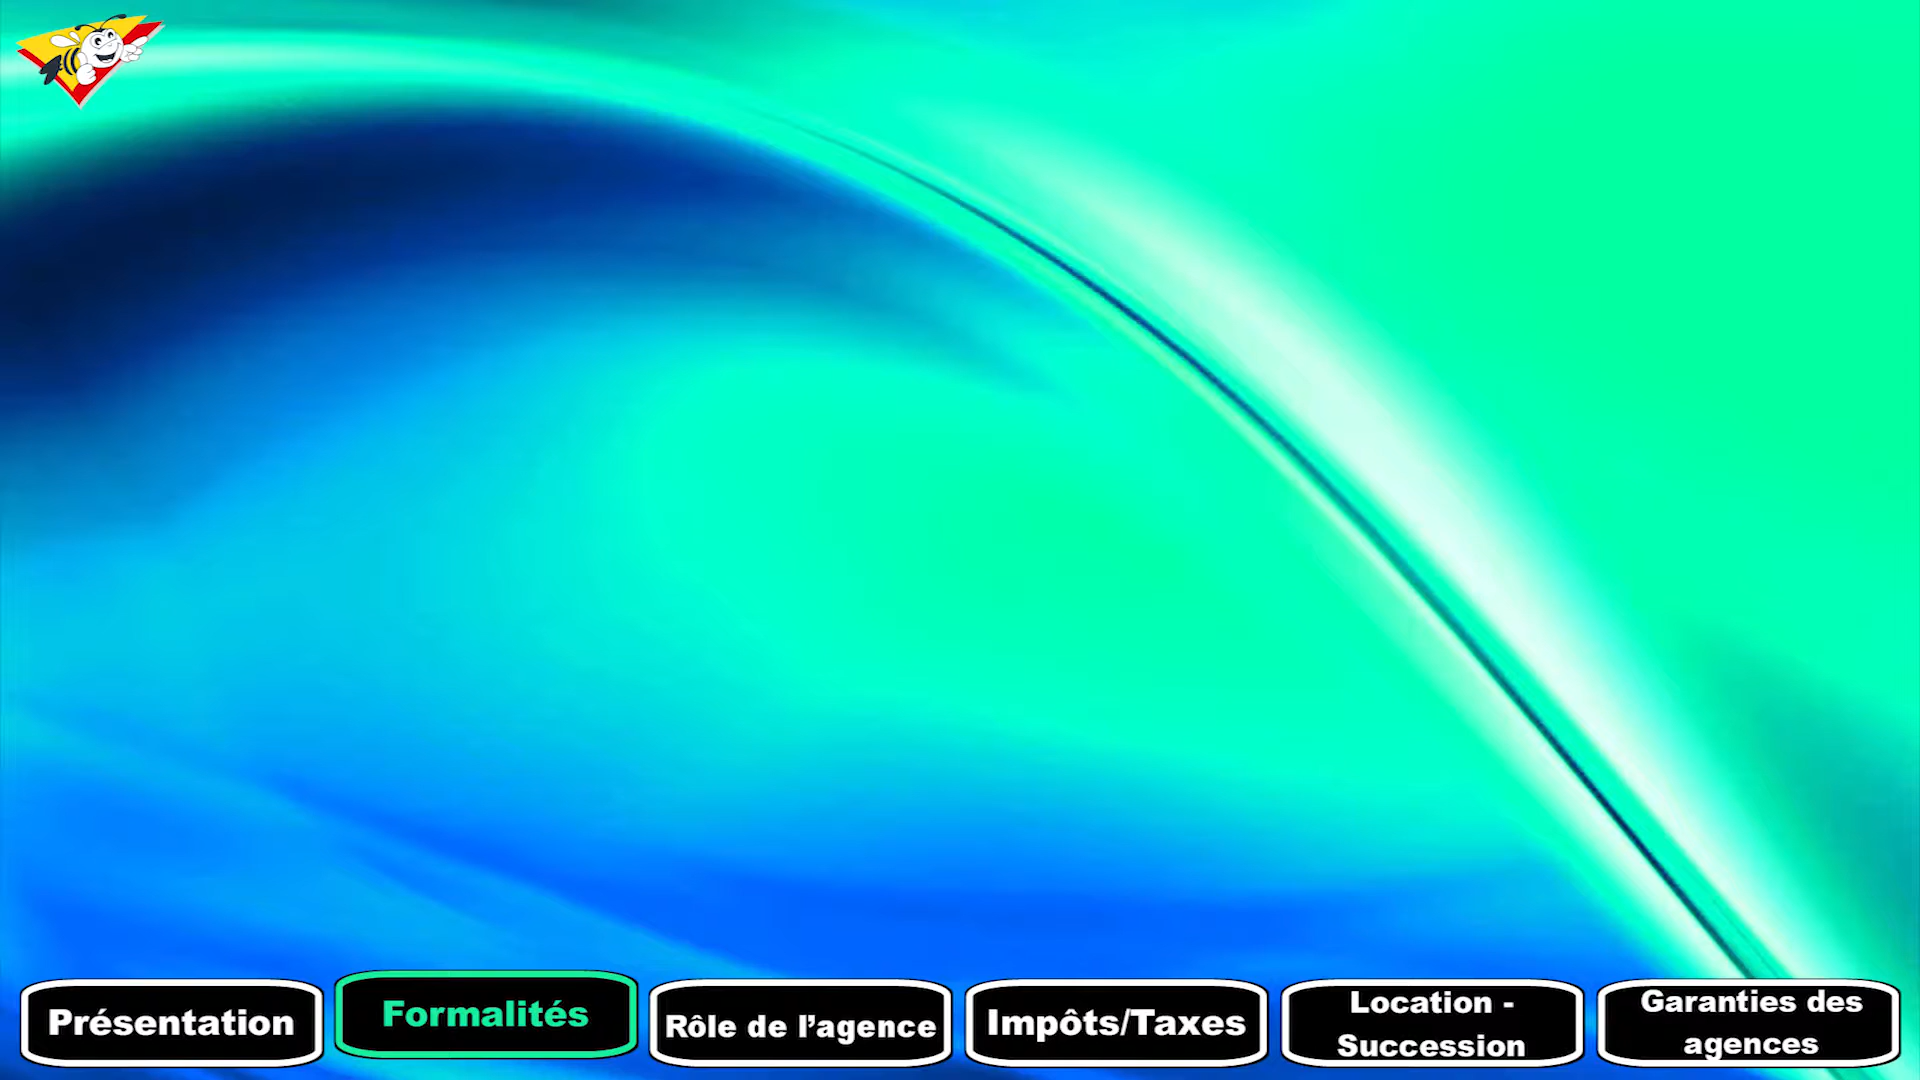 Présentation
Formalités
Rôle de l’agence
Impôts/Taxes
Location -
Succession
Garanties des
agences